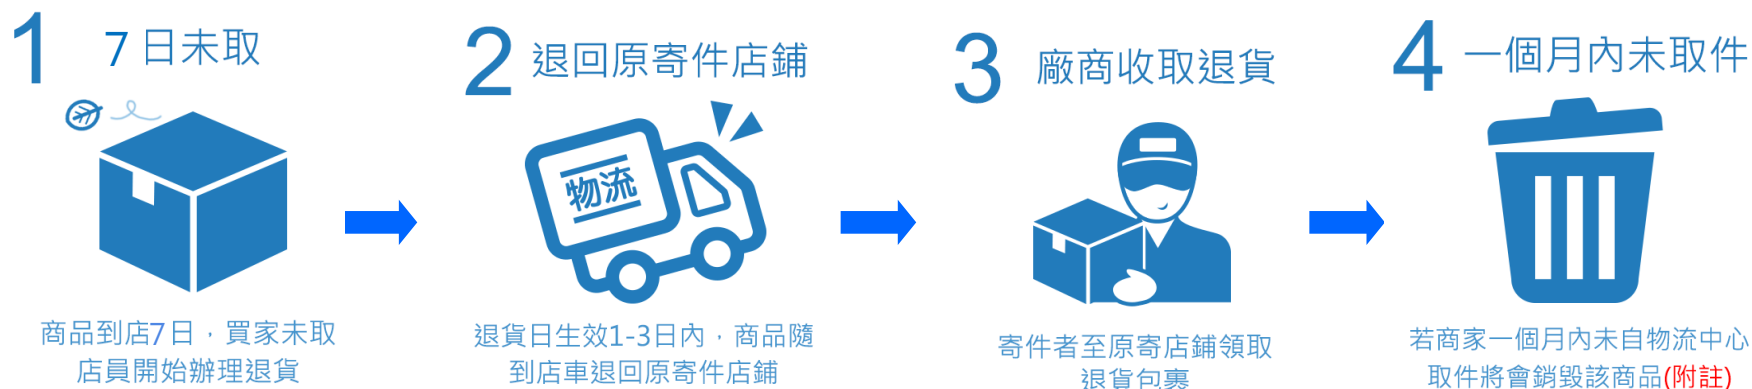 1
7日未取
商品到店7日，買家未取
店員開始辦理退貨
2
退回原寄件店鋪
物流
退貨日生效1-3日內，商品隨
到店車退回原寄件店鋪
3
廠商收取退貨
寄件者至原寄店鋪領取
退貨包裹
4
一個月內未取件
若商家一個月內未自物流中心
取件將會銷毀該商品(附註)